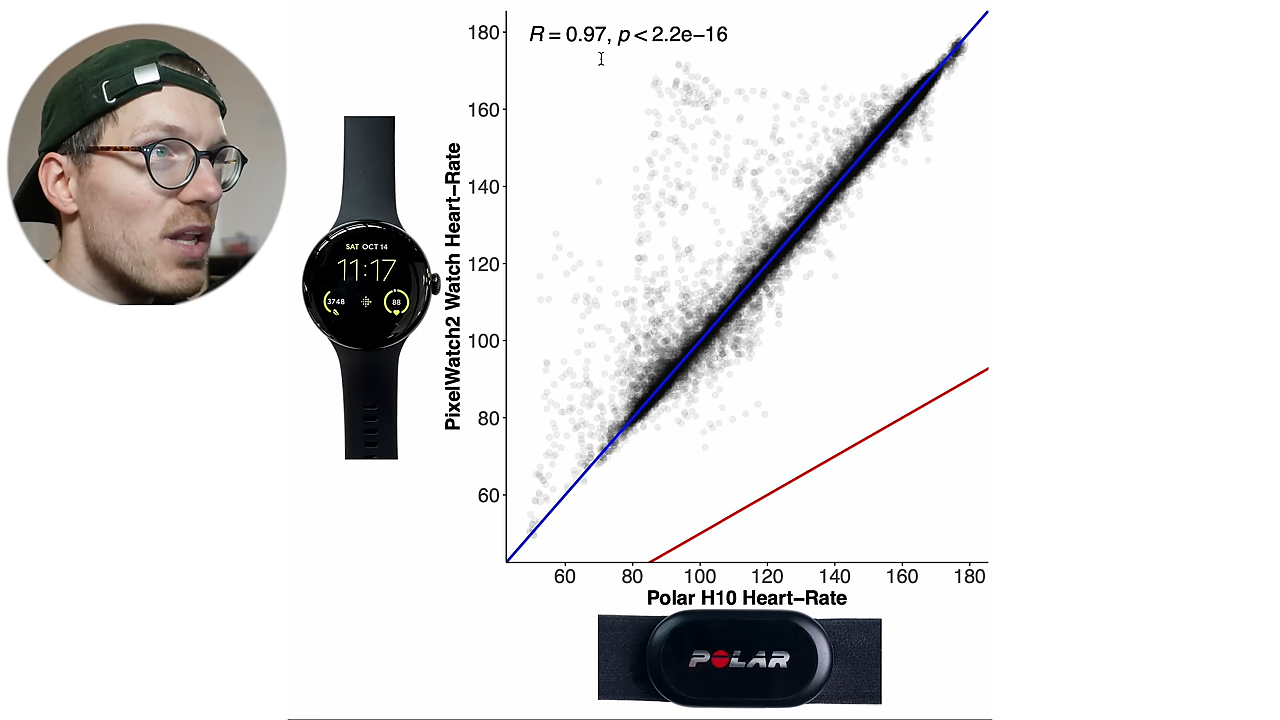 R = 0.97, p < 2.2e−16
180
160
140
120
100
80
60
PixelWatch2 Watch Heart−Rate
SAT OCT 14
11:17
3748
88
60 80 100 120 140 160 180
Polar H10 Heart−Rate
POLAR